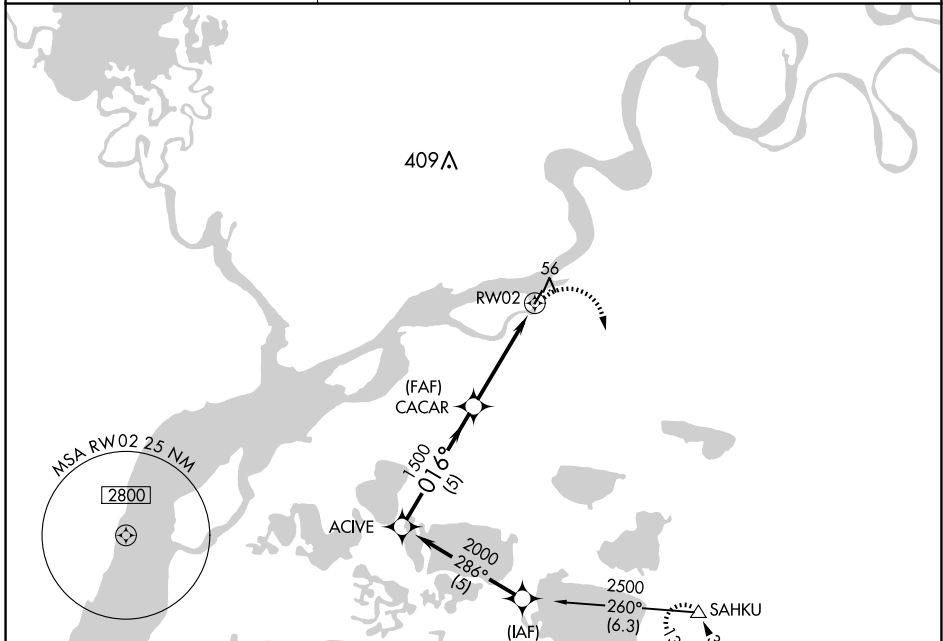 409
56
RW02
(FAF)
CACAR
1500
016°
(5)
MSA RW02 25 NM
2800
ACIVE
2000
286°
(5)
2500
260°
(6.3)
SAHKU
(IAF)